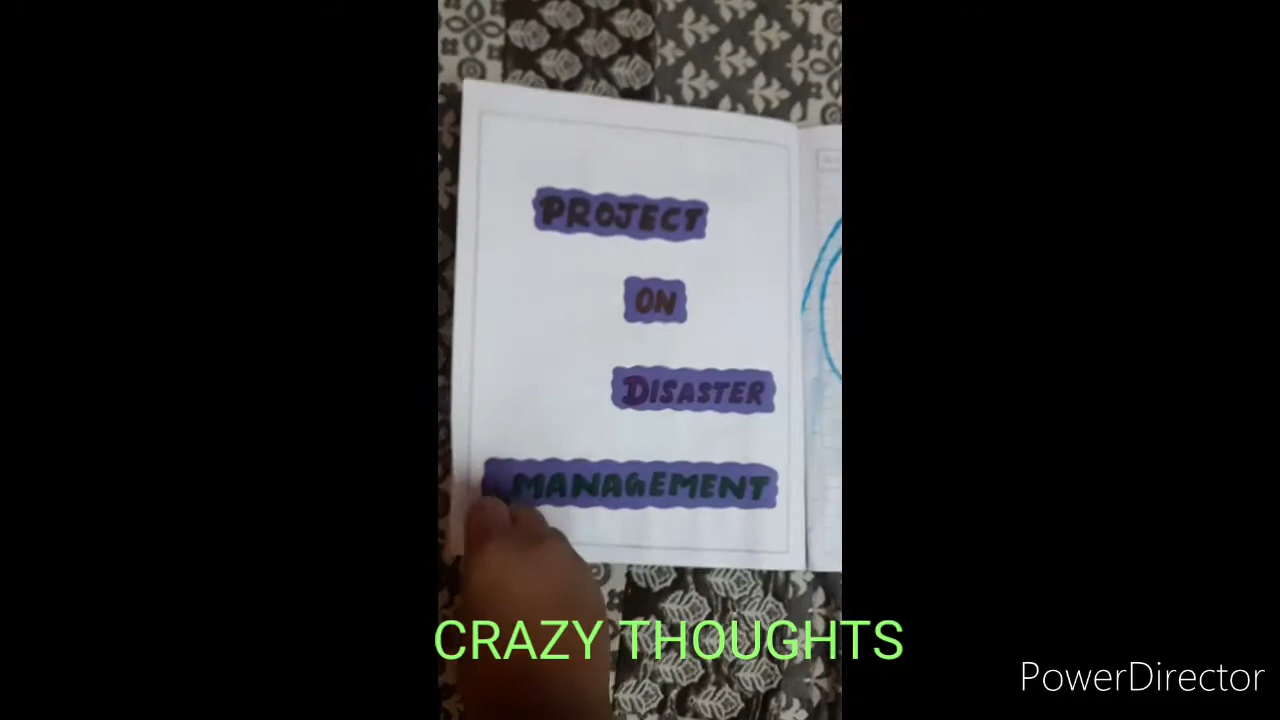 PROJECT
ON
DISASTER
MANAGEMENT
CRAZY THOUGHTS
PowerDirector